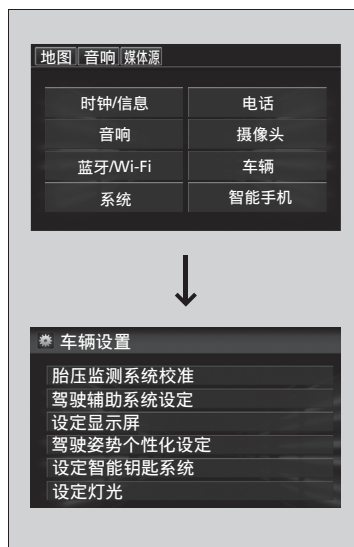 地图 音响 媒体源
时钟/信息 电话
音响 摄像头
蓝牙/Wi-Fi 车辆
系统 智能手机
车辆设置
胎压监测系统校准
驾驶辅助系统设定
设定显示屏
驾驶姿势个性化设定
设定智能钥匙系统
设定灯光